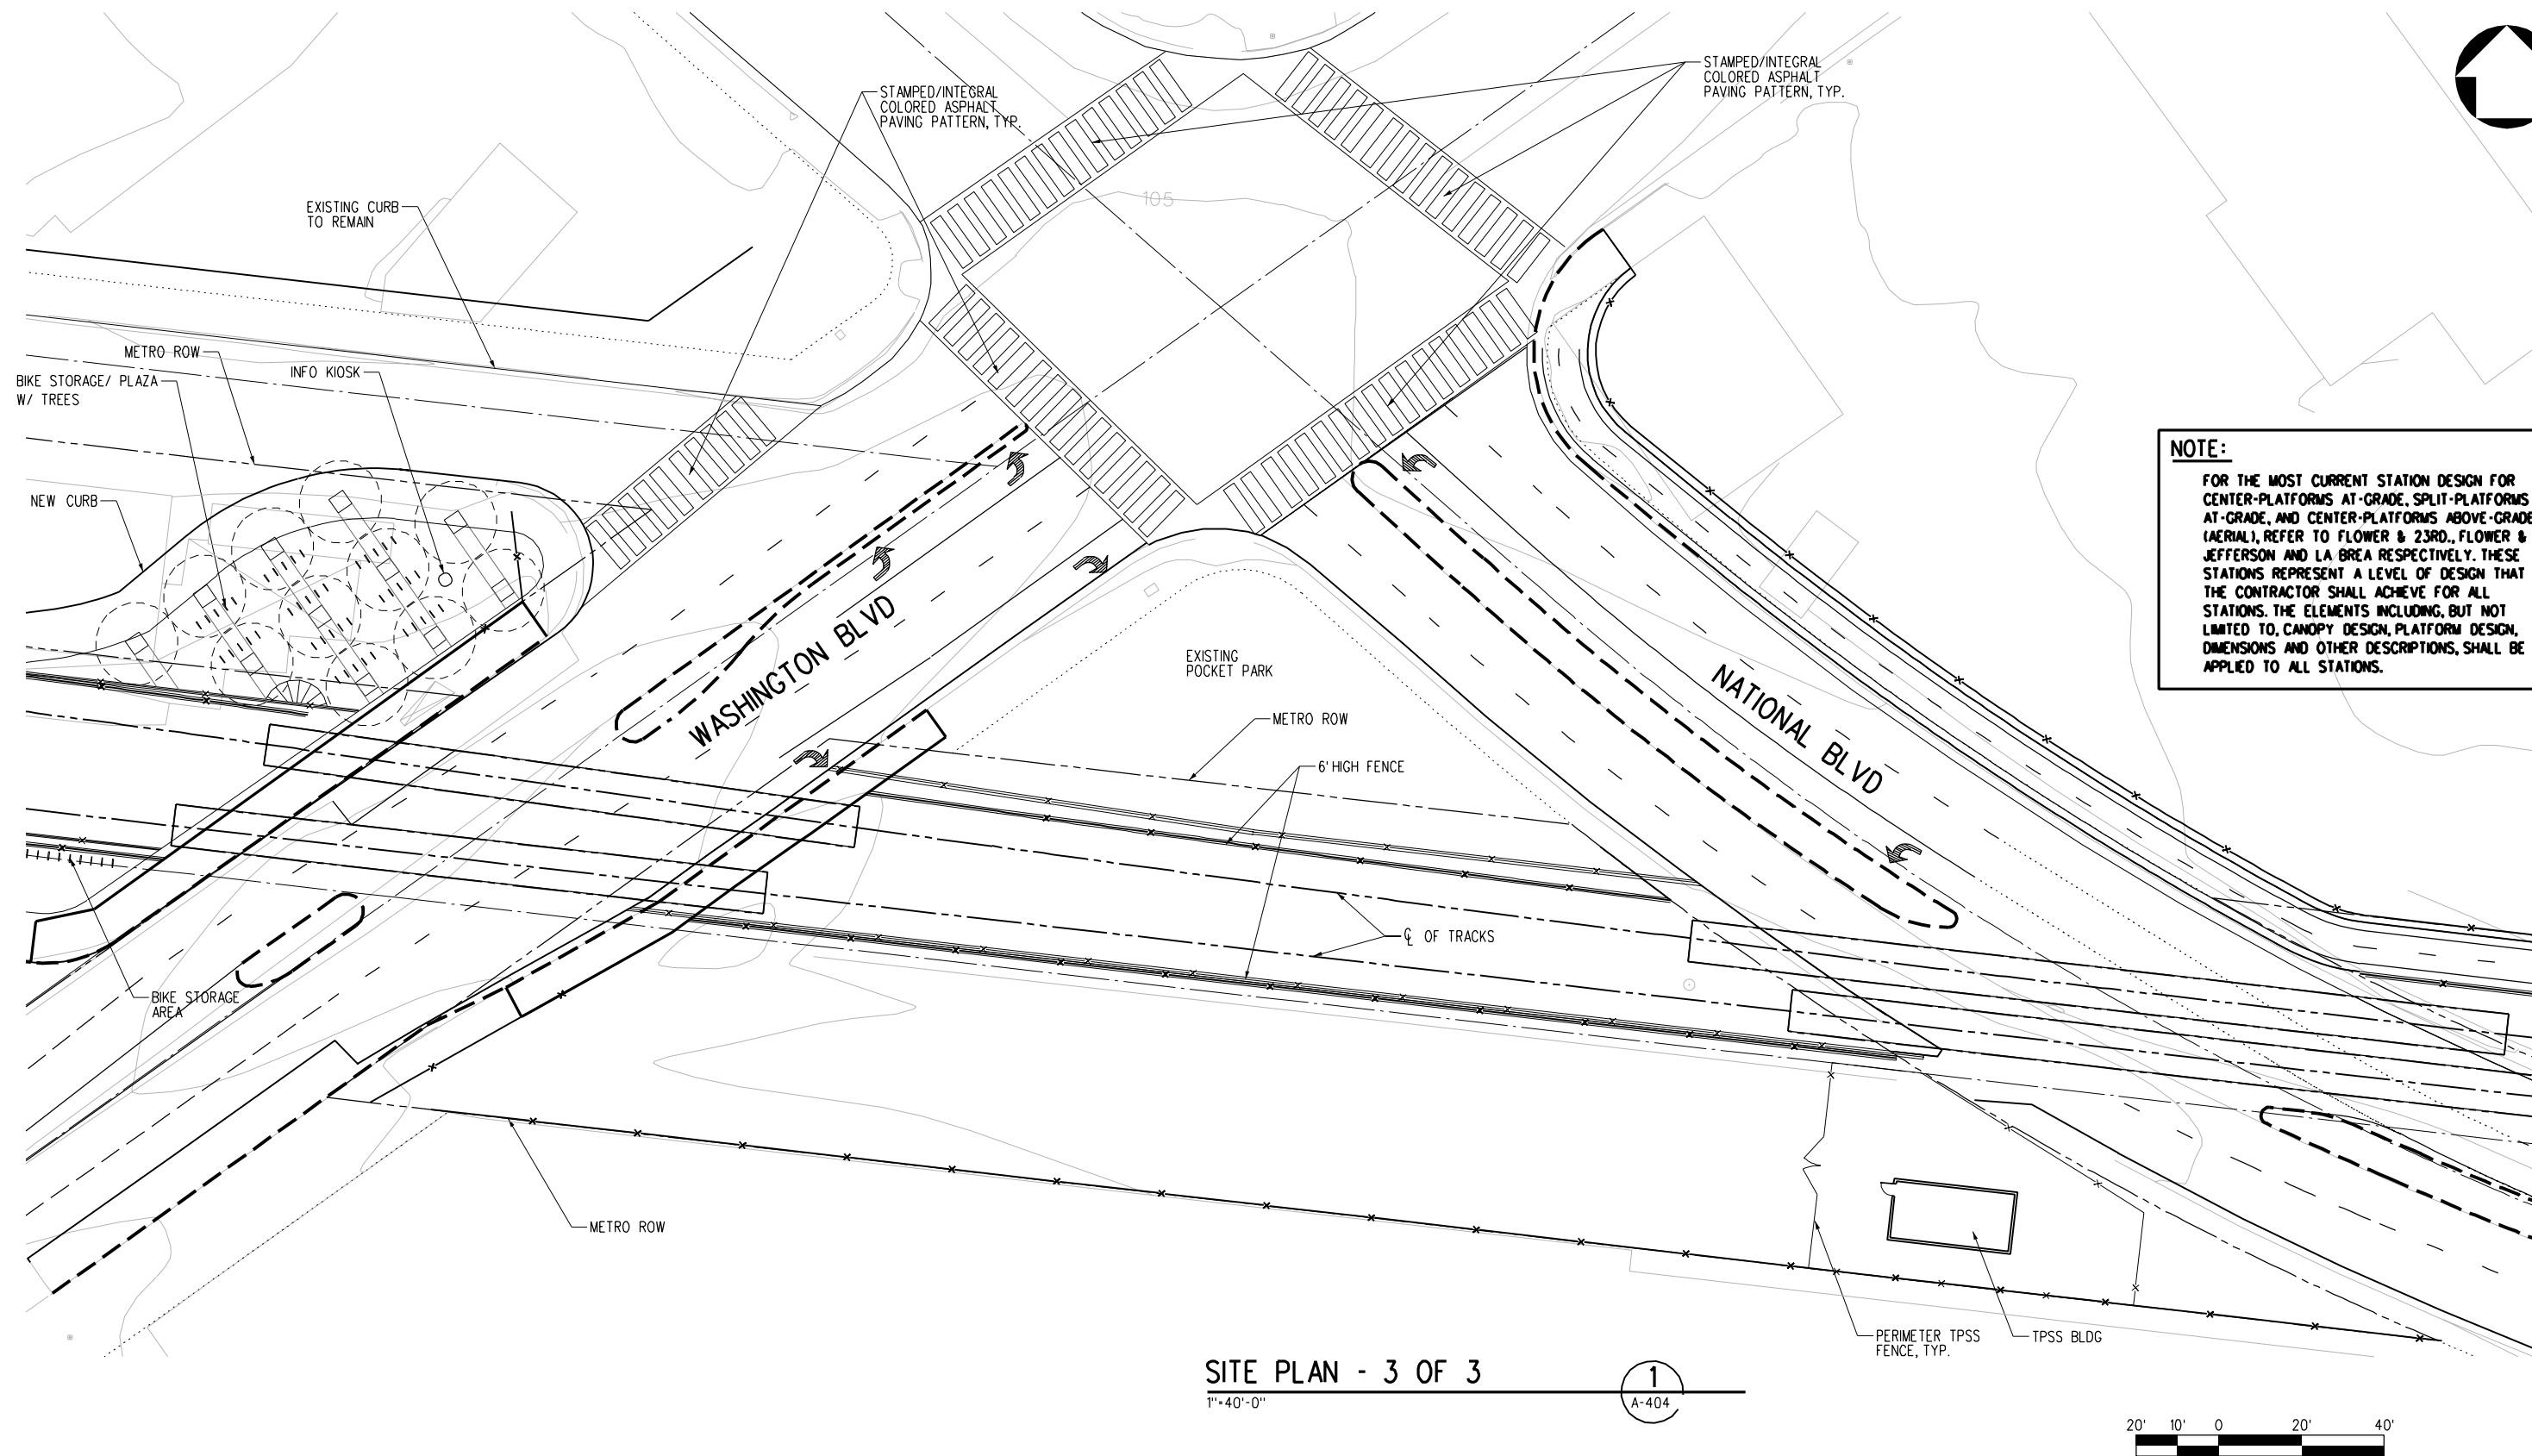 STAMPED/INTEGRAL
COLORED ASPHALT
PAVING PATTERN, TYP.
STAMPED/INTEGRAL
COLORED ASPHALT
PAVING PATTERN, TYP.
105
EXISTING CURB
TO REMAIN
METRO ROW
BIKE STORAGE/ PLAZA
W/ TREES
INFO KIOSK
NEW CURB
NOTE:
FOR THE MOST CURRENT STATION DESIGN FOR
CENTER-PLATFORMS AT-GRADE, SPLIT-PLATFORMS
AT-GRADE, AND CENTER-PLATFORMS ABOVE-GRADE
(AERIAL), REFER TO FLOWER & 23RD., FLOWER &
JEFFERSON AND LA BREA RESPECTIVELY. THESE
STATIONS REPRESENT A LEVEL OF DESIGN THAT
THE CONTRACTOR SHALL ACHIEVE FOR ALL
STATIONS. THE ELEMENTS INCLUDING, BUT NOT
LIMITED TO, CANOPY DESIGN, PLATFORM DESIGN,
DIMENSIONS AND OTHER DESCRIPTIONS, SHALL BE
APPLIED TO ALL STATIONS.
WASHINGTON BLVD
EXISTING
POCKET PARK
NATIONAL BLVD
METRO ROW
6' HIGH FENCE
℄ OF TRACKS
BIKE STORAGE
AREA
METRO ROW
PERIMETER TPSS
FENCE, TYP.
TPSS BLDG
SITE PLAN - 3 OF 3
1"=40'-0"
1
A-404
20' 10' 0 20' 40'